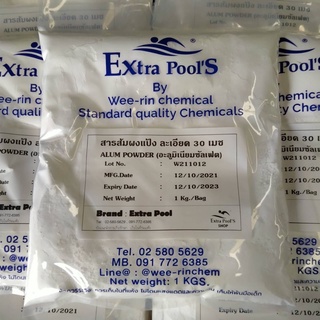 EXtra Pool'S
By
Wee-rin chemical
Standard quality Chemicals
สารส้มผงแป้ง ละเอียด 30 เมช
ALUM POWDER (อะลูมิเนียมซัลเฟต)
Lot No. : W211012
MFG.Date : 12/10/2021
Expiry Date : 12/10/2023
Net Weight : 1 Kg./Bag
Brand : Extra Pool
Extra Pool'S
SHOP
Tel. 02 580 5629
MB. 091 772 6385
Line@ : @wee-rinchem
Net weight: 1 KGS.